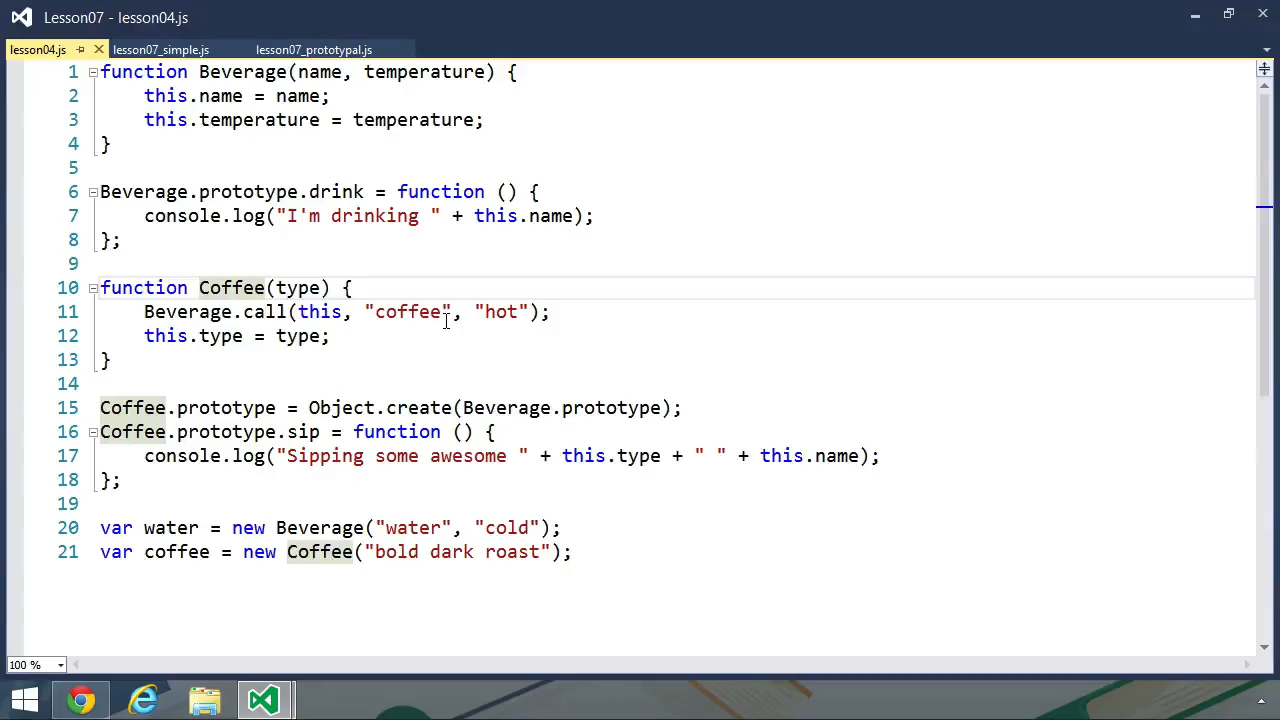 Lesson07 - lesson04.js
lesson04.js lesson07_simple.js lesson07_prototypal.js
1 function Beverage(name, temperature) {
2 this.name = name;
3 this.temperature = temperature;
4 }
5
6 Beverage.prototype.drink = function () {
7 console.log("I'm drinking " + this.name);
8 };
9
10 function Coffee(type) {
11 Beverage.call(this, "coffee", "hot");
12 this.type = type;
13 }
14
15 Coffee.prototype = Object.create(Beverage.prototype);
16 Coffee.prototype.sip = function () {
17 console.log("Sipping some awesome " + this.type + " " + this.name);
18 };
19
20 var water = new Beverage("water", "cold");
21 var coffee = new Coffee("bold dark roast");
100 %